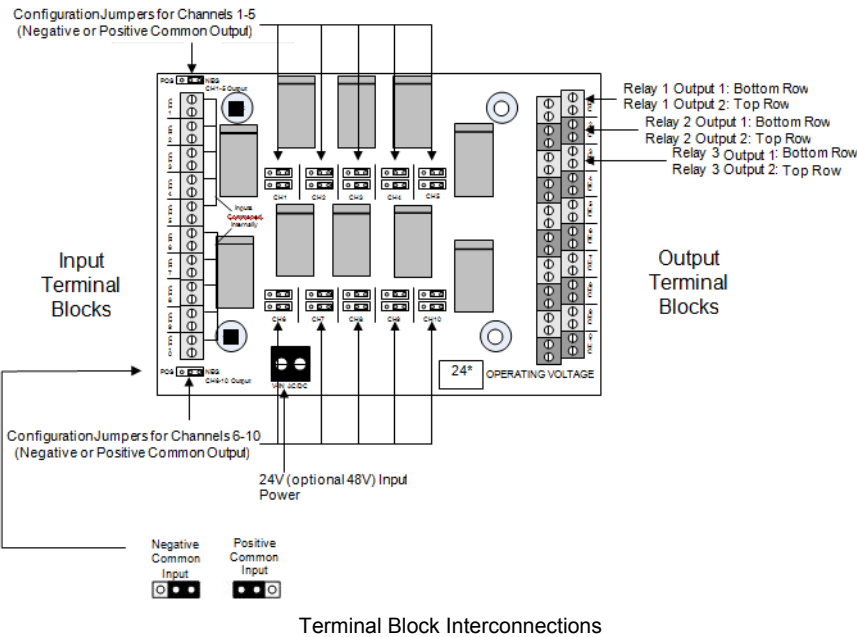 ConfigurationJumpers for Channels 1-5
(Negative or Positive Common Output)
POS
NEG
CH1-5 Output
Relay 1 Output 1: Bottom Row
Relay 1 Output 2: Top Row
Relay 2 Output 1: Bottom Row
Relay 2 Output 2: Top Row
Relay 3 Output 1: Bottom Row
Relay 3 Output 2: Top Row
CH1
CH2
CH3
CH4
CH5
Inputs
Commoned
Internally
Input
Terminal
Blocks
Output
Terminal
Blocks
CH6
CH7
CH8
CH9
CH10
POS
NEG
CH6-10 Output
V-IN AC/DC
24*
OPERATING VOLTAGE
ConfigurationJumpers for Channels 6-10
(Negative or Positive Common Output)
24V (optional 48V) Input
Power
Negative
Common
Input
Positive
Common
Input
Terminal Block Interconnections